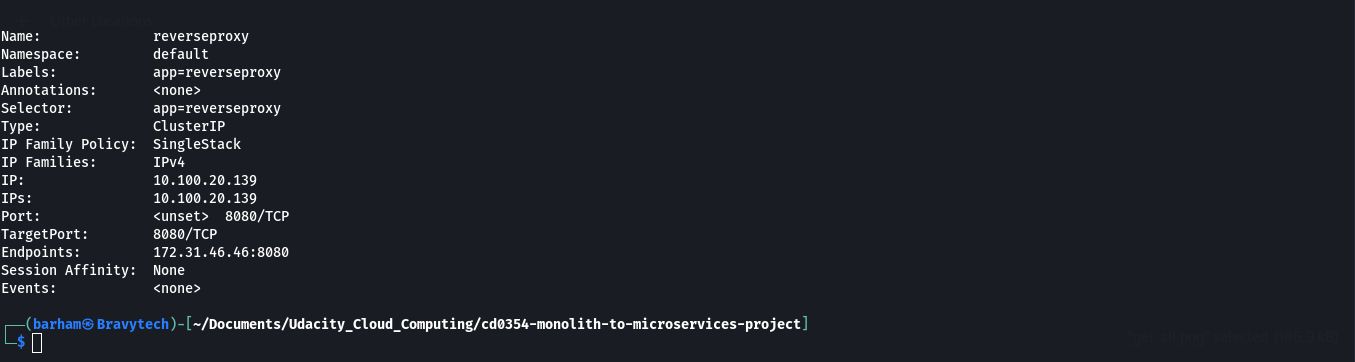 Name:                     reverseproxy
Namespace:                default
Labels:                   app=reverseproxy
Annotations:              <none>
Selector:                 app=reverseproxy
Type:                     ClusterIP
IP Family Policy:  SingleStack
IP Families:       IPv4
IP:                10.100.20.139
IPs:               10.100.20.139
Port:              <unset>  8080/TCP
TargetPort:        8080/TCP
Endpoints:         172.31.46.46:8080
Session Affinity:  None
Events:            <none>
┌──(barham㉿Bravytech)-[~/Documents/Udacity_Cloud_Computing/cd0354-monolith-to-microservices-project]
└─$